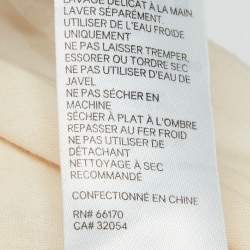 LAVAGE DÉLICAT À LA MAIN
LAVER SÉPARÉMENT.
UTILISER DE L'EAU FROIDE
UNIQUEMENT
NE PAS LAISSER TREMPER,
ESSORER OU TORDRE SEC
NE PAS UTILISER D'EAU DE
JAVEL
NE PAS SÉCHER EN
MACHINE
SÉCHER À PLAT À L'OMBRE
REPASSER AU FER FROID
NE PAS UTILISER DE
DÉTACHANT
NETTOYAGE À SEC
RECOMMANDÉ
CONFECTIONNÉ EN CHINE
RN# 66170
CA# 32054